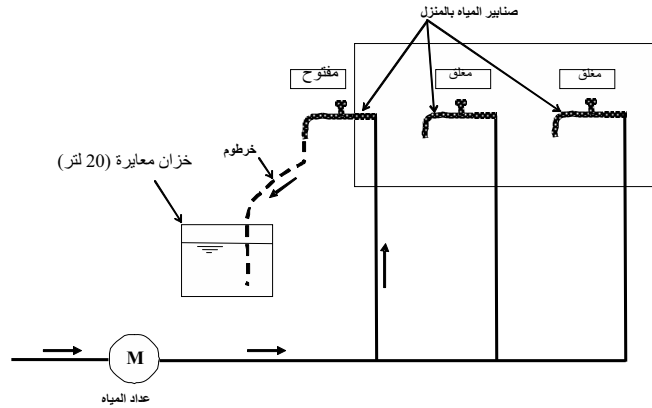 صنابير المياه بالمنزل
مفتوح
مغلق
مغلق
خرطوم
خزان معايرة (20 لتر)
M
عداد المياه